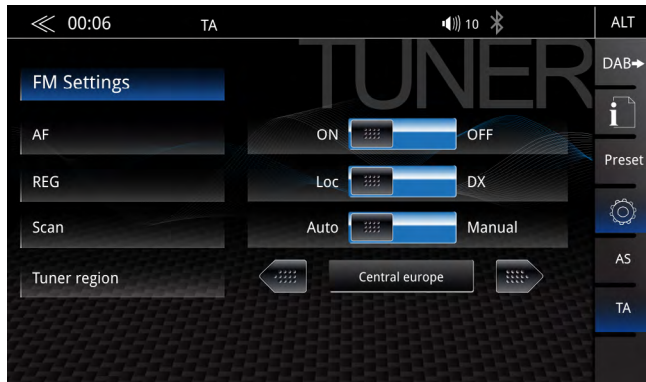 00:06 TA 10 ALT
TUNER
DAB
FM Settings
i
AF ON OFF
Preset
REG Loc DX
Scan Auto Manual
AS
Tuner region Central europe
TA